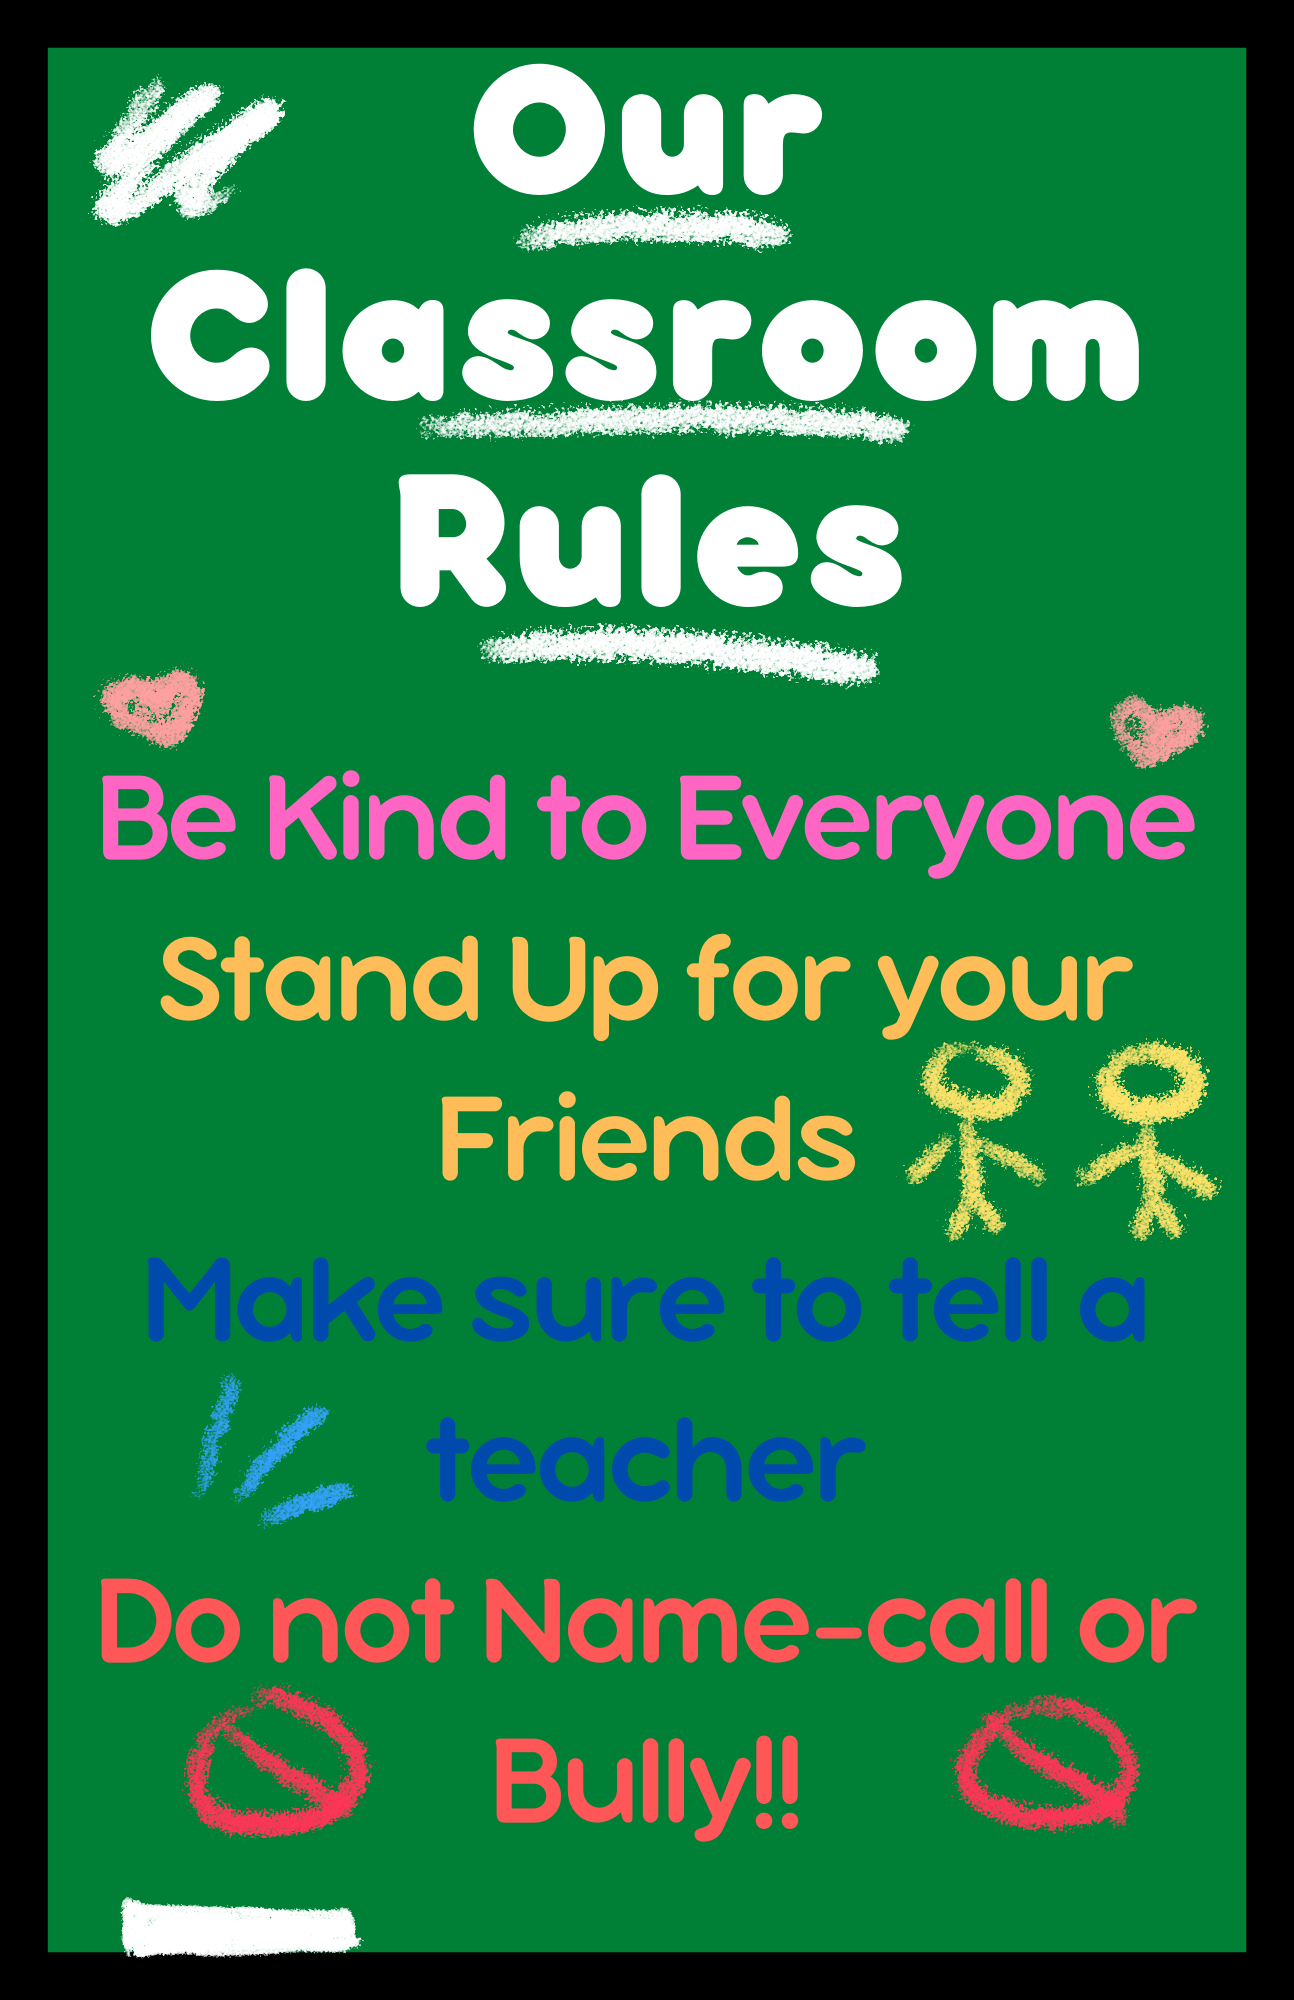 Our
Classroom
Rules
Be Kind to Everyone
Stand Up for your
Friends
Make sure to tell a
teacher
Do not Name-call or
Bully!!